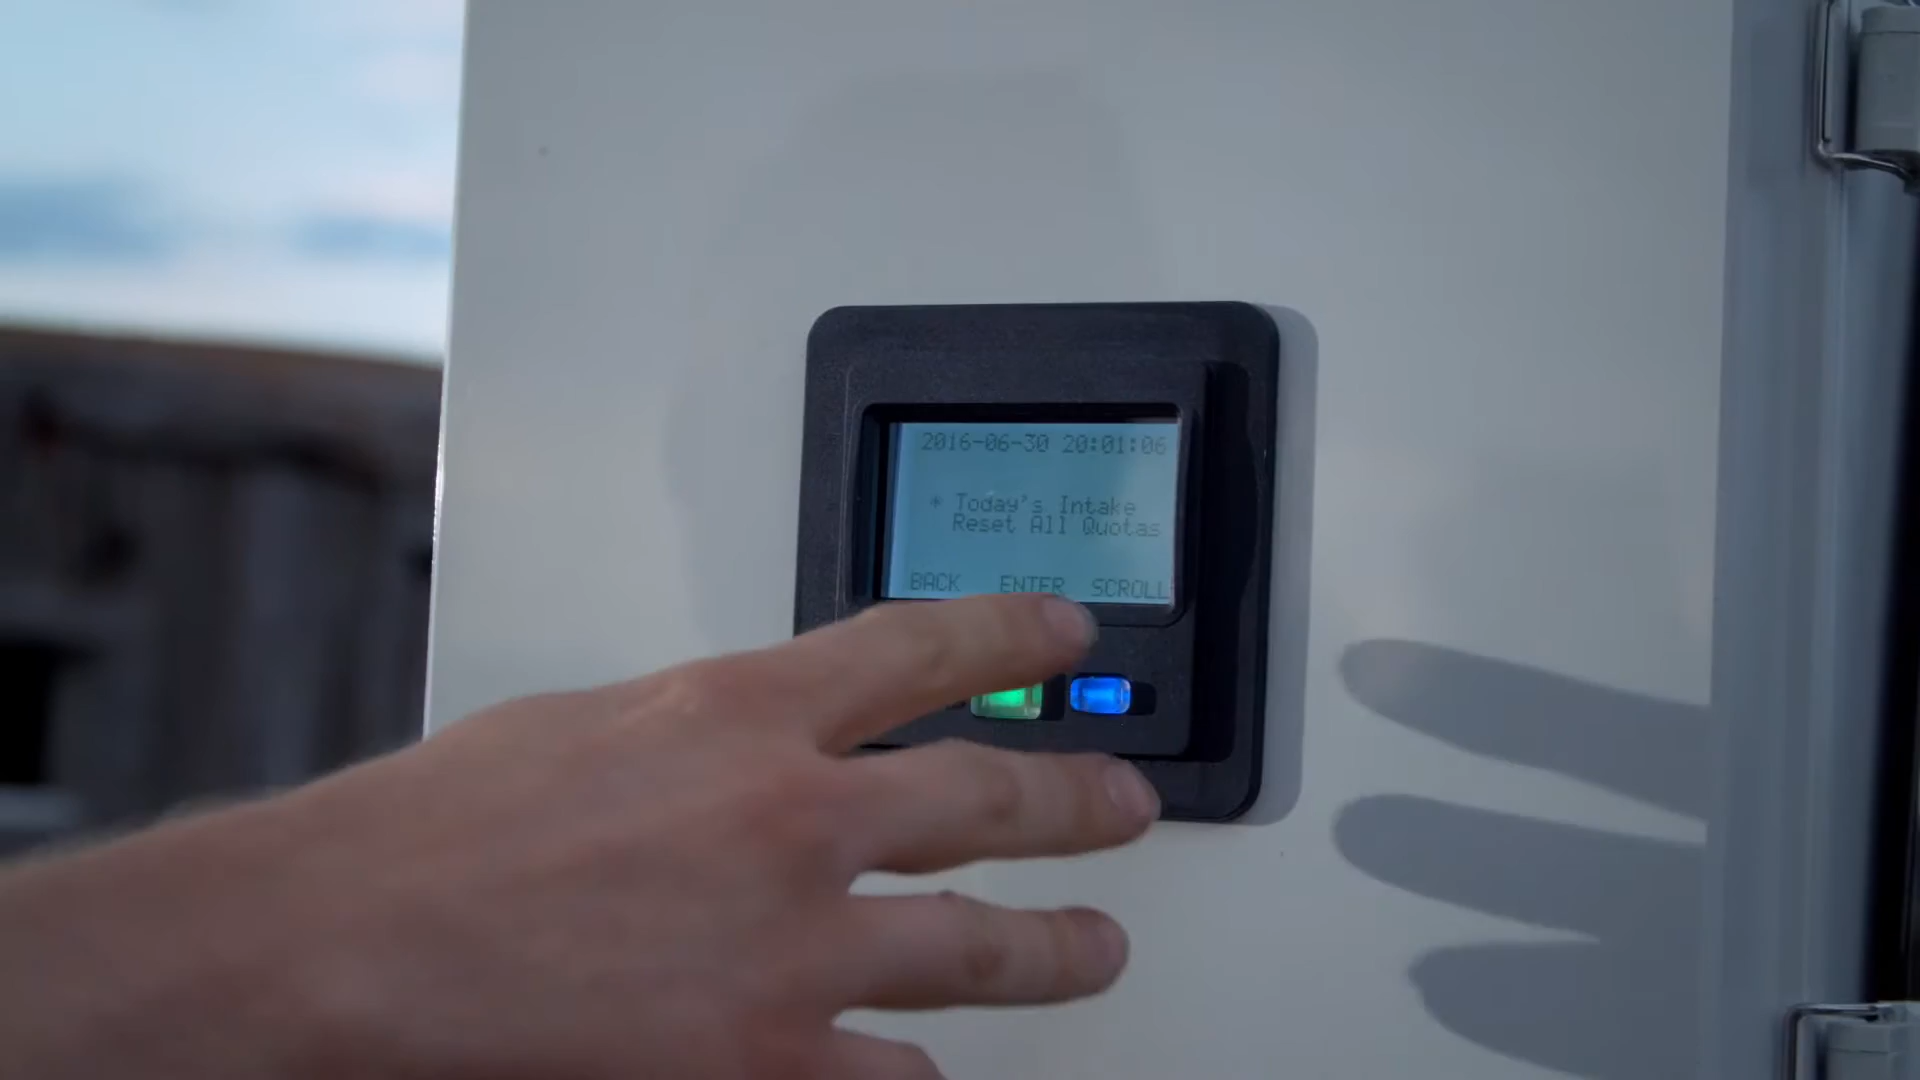 2016-06-30 20:01:06
* Today's Intake
Reset All Quotas
BACK ENTER SCROLL